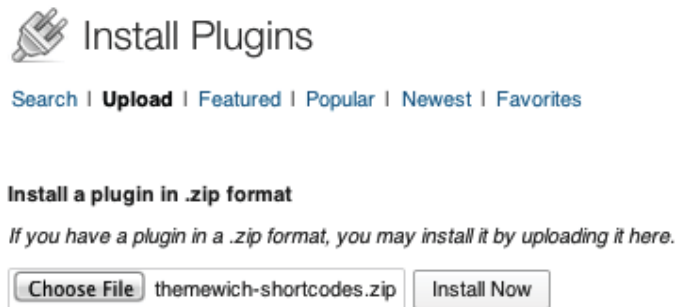 Install Plugins
Search | Upload | Featured | Popular | Newest | Favorites
Install a plugin in .zip format
If you have a plugin in a .zip format, you may install it by uploading it here.
Choose File themewich-shortcodes.zip Install Now